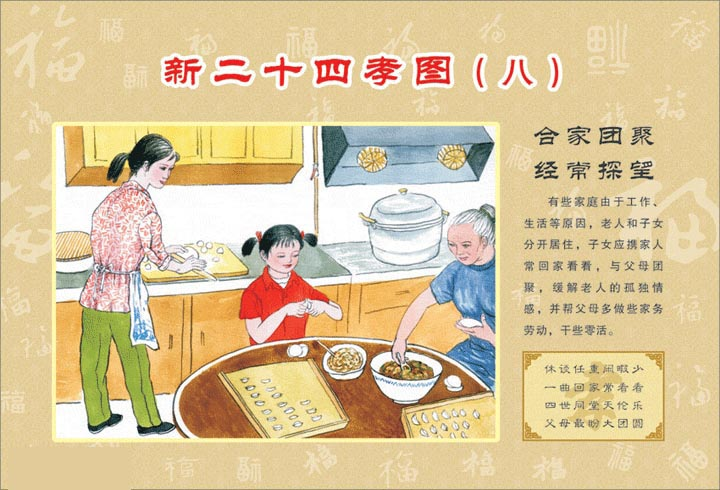 新二十四孝图(八)
合家团聚
经常探望
有些家庭由于工作、
生活等原因，老人和子女
分开居住，子女应携家人
常回家看看，与父母团
聚，缓解老人的孤独情
感，并帮父母多做些家务
劳动，干些零活。
休谈任重闲暇少
一曲回家常看看
四世同堂天伦乐
父母最盼大团圆